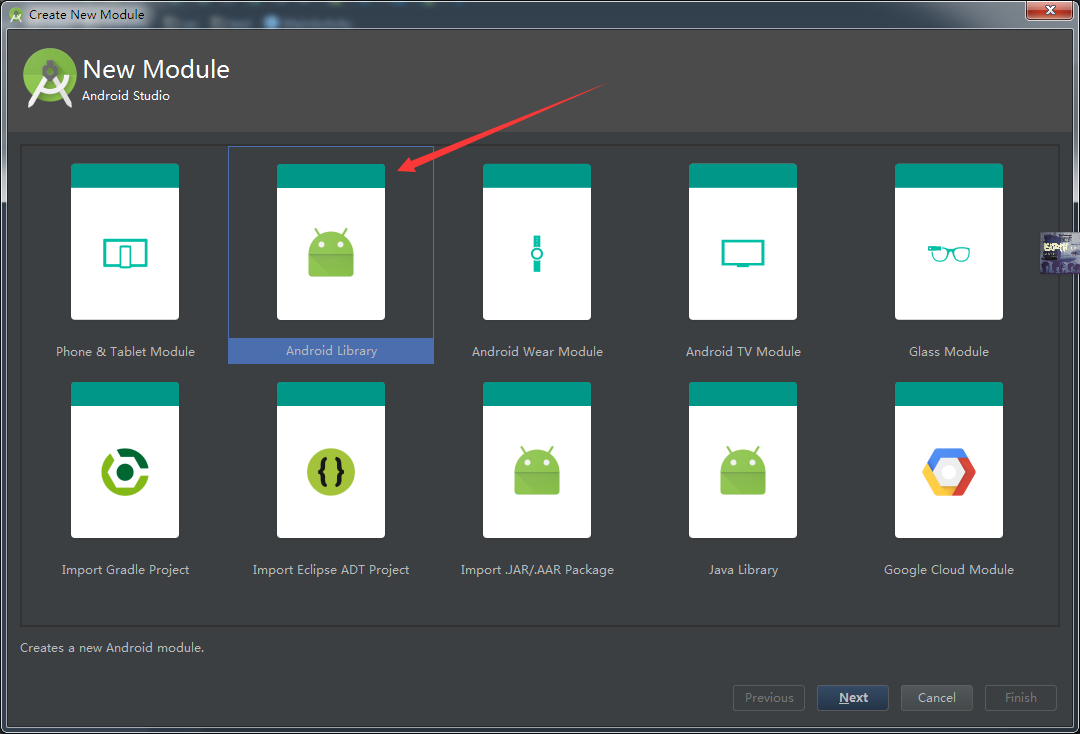 Create New Module
New Module
Android Studio
Phone & Tablet Module
Android Library
Android Wear Module
Android TV Module
Glass Module
Import Gradle Project
Import Eclipse ADT Project
Import .JAR/.AAR Package
Java Library
Google Cloud Module
Creates a new Android module.
Previous
Next
Cancel
Finish